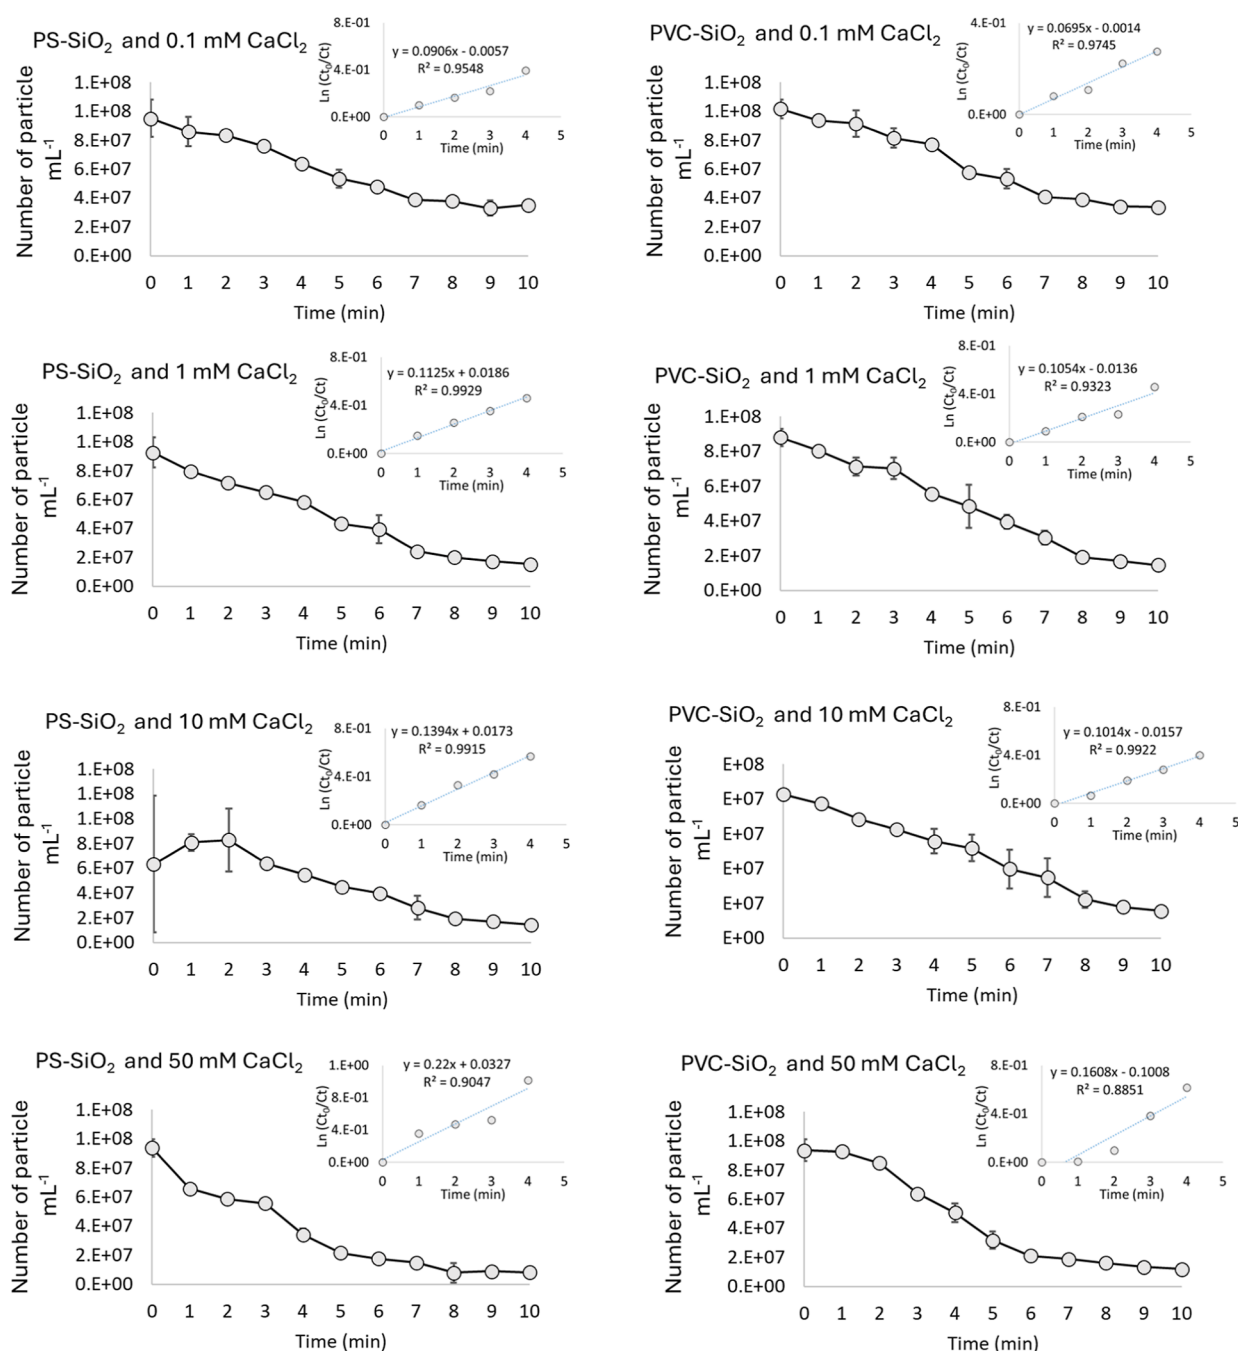 PS-SiO₂ and 0.1 mM CaCl₂
Number of particle
mL⁻¹
1.E+08
1.E+08
8.E+07
6.E+07
4.E+07
2.E+07
0.E+00
0 1 2 3 4 5 6 7 8 9 10
Time (min)
Ln (Ct₀/Ct)
8.E-01
4.E-01
0.E+00
y = 0.0906x - 0.0057
R² = 0.9548
0 1 2 3 4 5
Time (min)
PVC-SiO₂ and 0.1 mM CaCl₂
Number of particle
mL⁻¹
1.E+08
1.E+08
8.E+07
6.E+07
4.E+07
2.E+07
0.E+00
0 1 2 3 4 5 6 7 8 9 10
Time (min)
Ln (Ct₀/Ct)
4.E-01
0.E+00
y = 0.0695x - 0.0014
R² = 0.9745
0 1 2 3 4 5
Time (min)
PS-SiO₂ and 1 mM CaCl₂
Number of particle
mL⁻¹
1.E+08
1.E+08
8.E+07
6.E+07
4.E+07
2.E+07
0.E+00
0 1 2 3 4 5 6 7 8 9 10
Time (min)
Ln (Ct₀/Ct)
8.E-01
4.E-01
0.E+00
y = 0.1125x + 0.0186
R² = 0.9929
0 1 2 3 4 5
Time (min)
PVC-SiO₂ and 1 mM CaCl₂
Number of particle
mL⁻¹
1.E+08
8.E+07
6.E+07
4.E+07
2.E+07
0.E+00
0 1 2 3 4 5 6 7 8 9 10
Time (min)
Ln (Ct₀/Ct)
8.E-01
4.E-01
0.E+00
y = 0.1054x - 0.0136
R² = 0.9323
0 1 2 3 4 5
Time (min)
PS-SiO₂ and 10 mM CaCl₂
Number of particle
mL⁻¹
1.E+08
1.E+08
1.E+08
8.E+07
6.E+07
4.E+07
2.E+07
0.E+00
0 1 2 3 4 5 6 7 8 9 10
Time (min)
Ln (Ct₀/Ct)
8.E-01
4.E-01
0.E+00
y = 0.1394x + 0.0173
R² = 0.9915
0 1 2 3 4 5
Time (min)
PVC-SiO₂ and 10 mM CaCl₂
Number of particle
mL⁻¹
E+08
E+07
E+07
E+07
E+07
E+00
0 1 2 3 4 5 6 7 8 9 10
Time (min)
Ln (Ct₀/Ct)
8.E-01
4.E-01
0.E+00
y = 0.1014x - 0.0157
R² = 0.9922
0 1 2 3 4 5
Time (min)
PS-SiO₂ and 50 mM CaCl₂
Number of particle
mL⁻¹
1.E+08
1.E+08
8.E+07
6.E+07
4.E+07
2.E+07
0.E+00
0 1 2 3 4 5 6 7 8 9 10
Time (min)
Ln (Ct₀/Ct)
1.E+00
8.E-01
4.E-01
0.E+00
y = 0.22x + 0.0327
R² = 0.9047
0 1 2 3 4 5
Time (min)
PVC-SiO₂ and 50 mM CaCl₂
Number of particle
mL⁻¹
1.E+08
1.E+08
8.E+07
6.E+07
4.E+07
2.E+07
0.E+00
0 1 2 3 4 5 6 7 8 9 10
Time (min)
Ln (Ct₀/Ct)
8.E-01
4.E-01
0.E+00
y = 0.1608x - 0.1008
R² = 0.8851
0 1 2 3 4 5
Time (min)